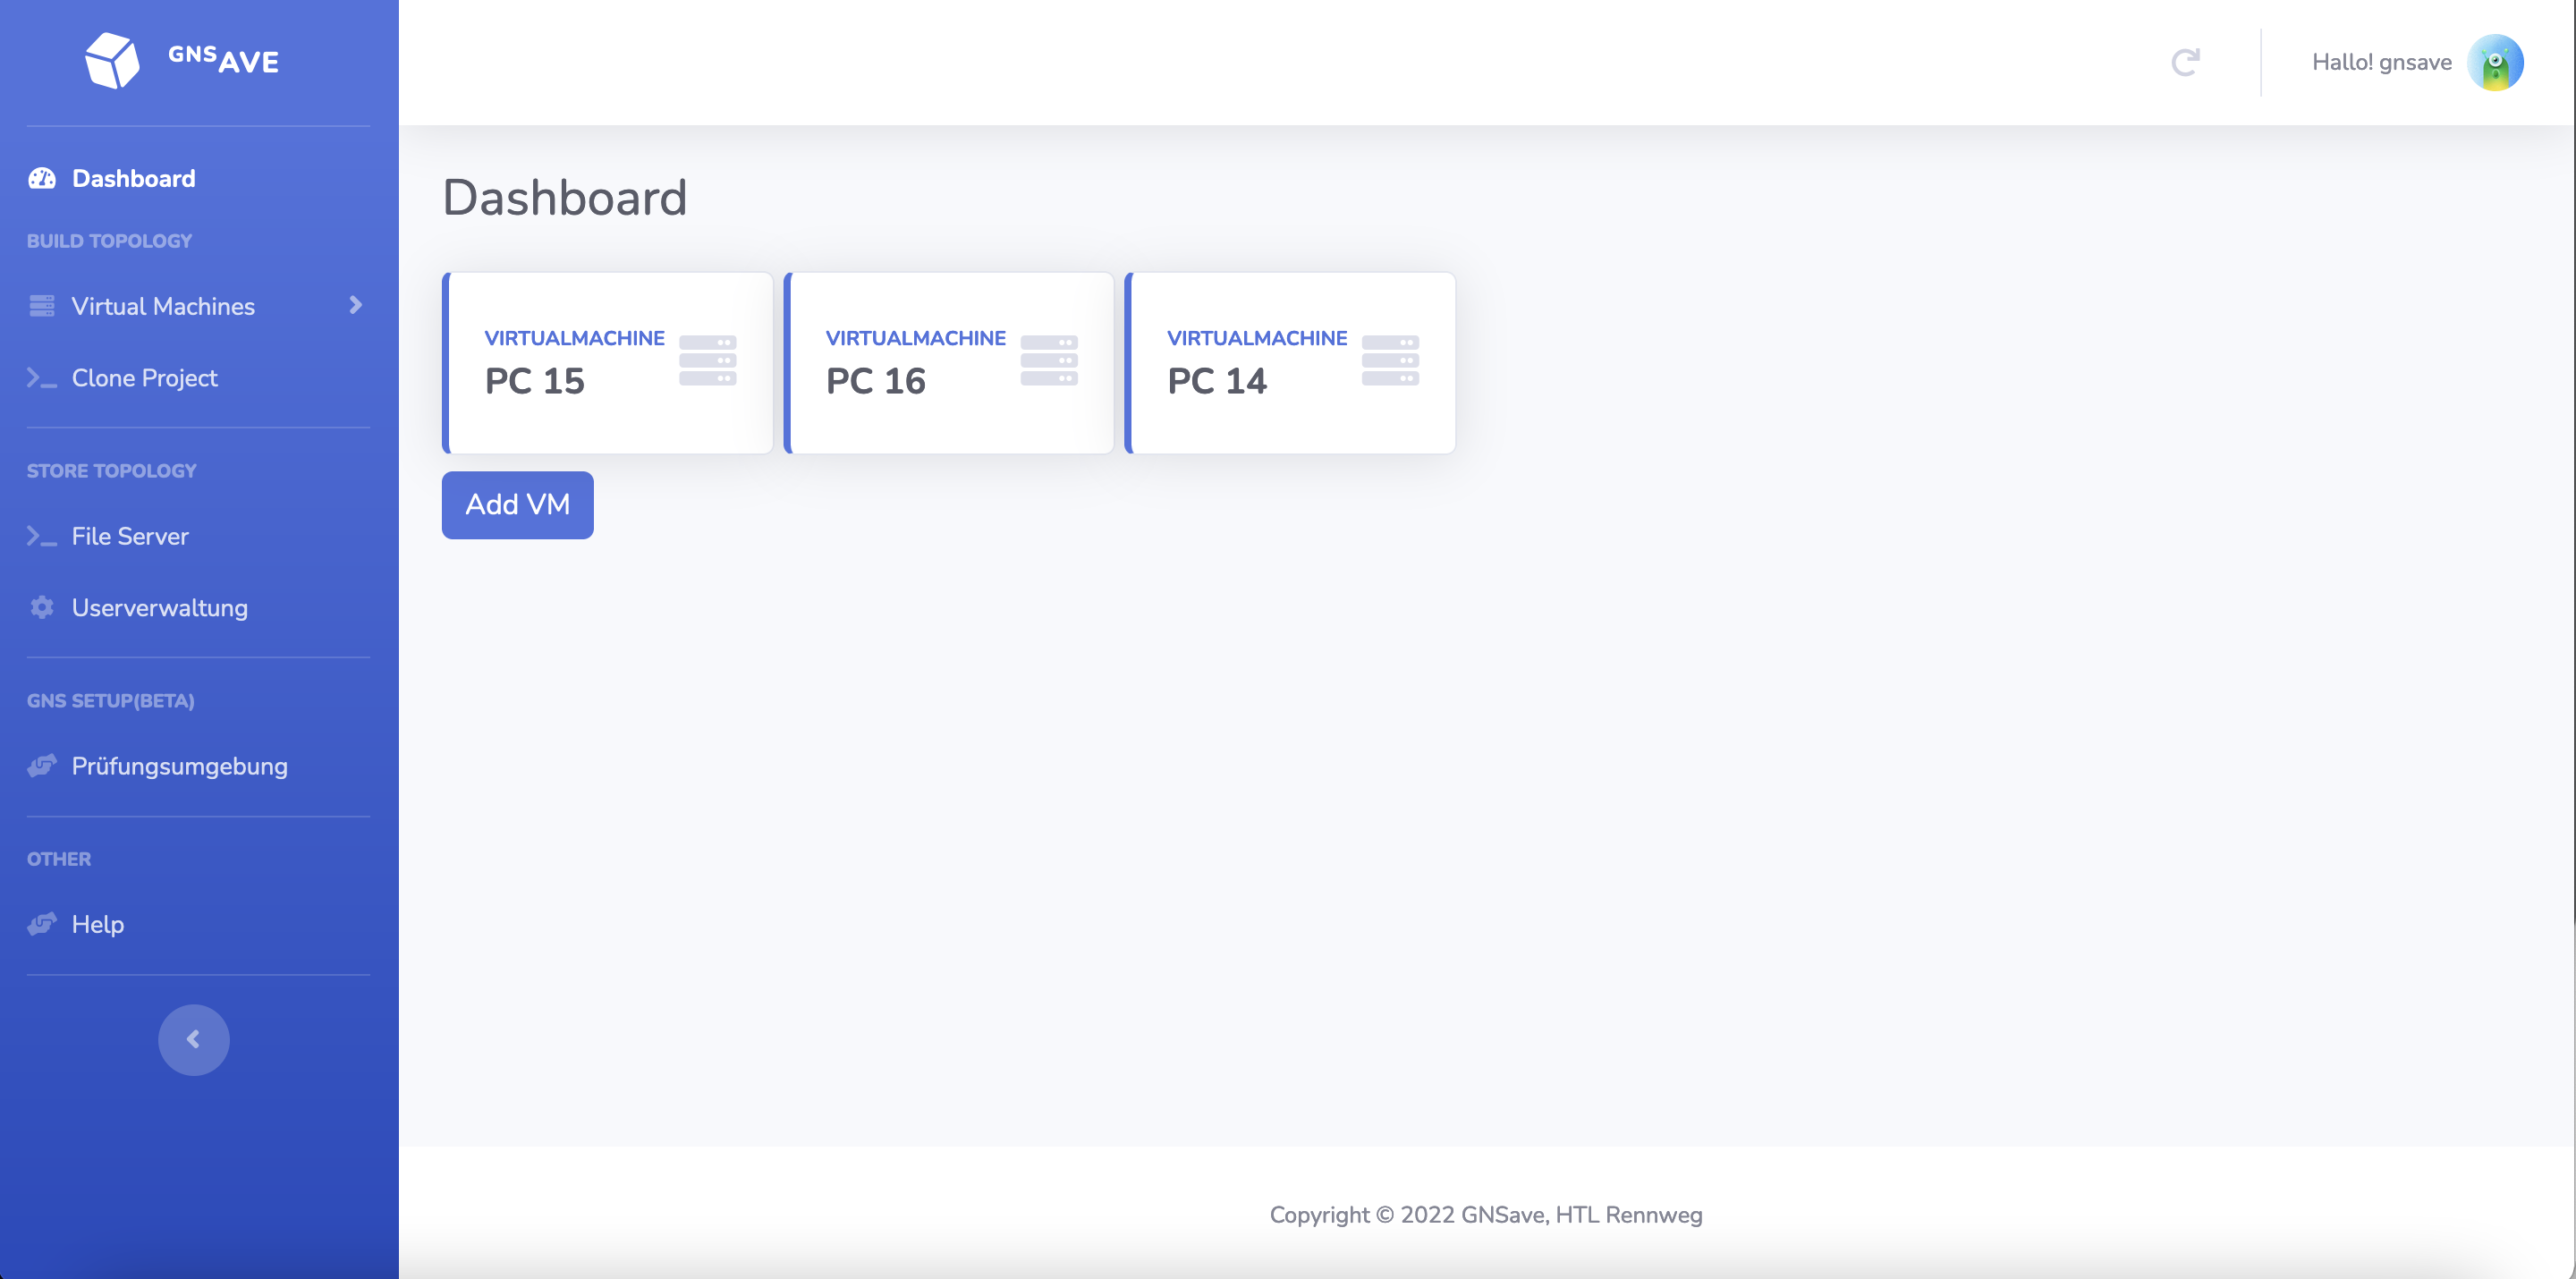 GNSAVE
Dashboard
BUILD TOPOLOGY
Virtual Machines
Clone Project
STORE TOPOLOGY
File Server
Userverwaltung
GNS SETUP(BETA)
Prüfungsumgebung
OTHER
Help
Hallo! gnsave
Dashboard
VIRTUALMACHINE
PC 15
VIRTUALMACHINE
PC 16
VIRTUALMACHINE
PC 14
Add VM
Copyright © 2022 GNSave, HTL Rennweg